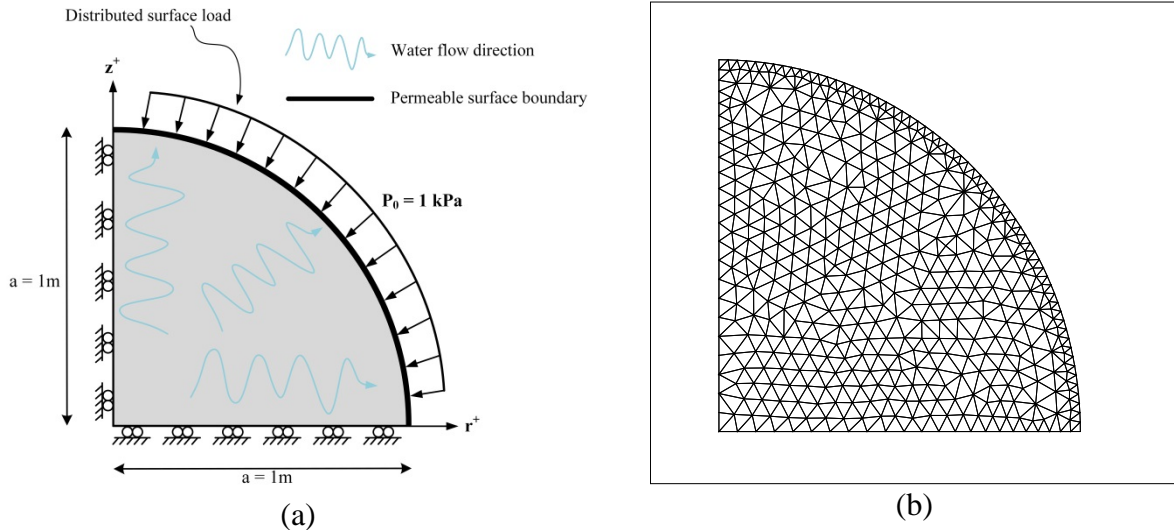 Distributed surface load
Water flow direction
z⁺
Permeable surface boundary
P₀ = 1 kPa
a = 1m
r⁺
a = 1m
(a)
(b)